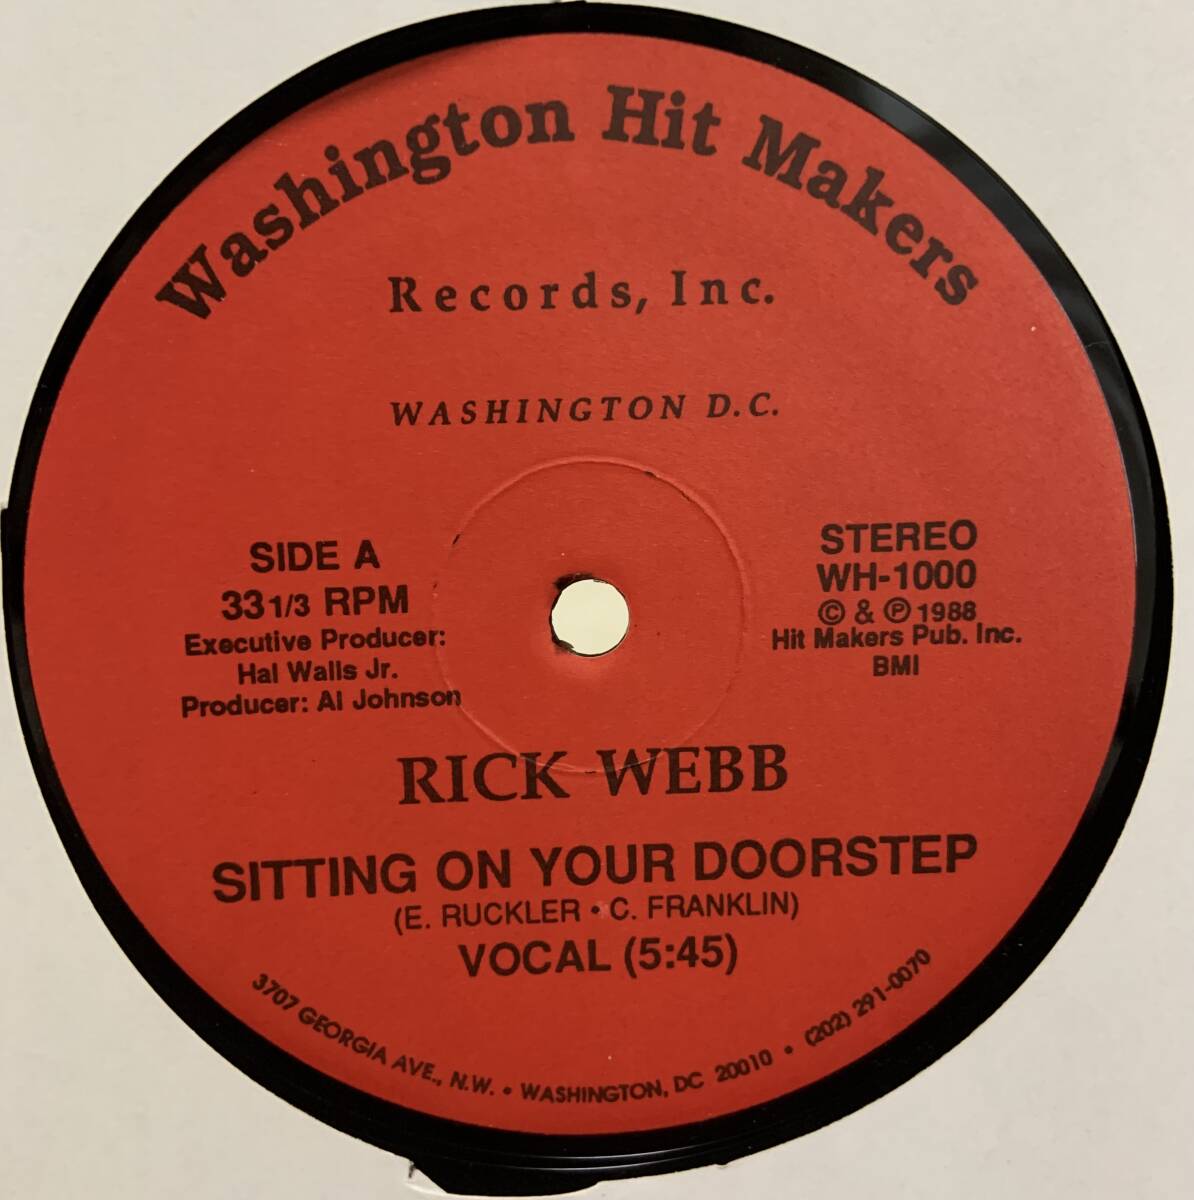 Washington Hit Makers
Records, Inc.
WASHINGTON D.C.
SIDE A
33 1/3 RPM
Executive Producer:
Hal Walls Jr.
Producer: Al Johnson
STEREO
WH-1000
© & ℗ 1988
Hit Makers Pub. Inc.
BMI
RICK WEBB
SITTING ON YOUR DOORSTEP
(E. RUCKLER • C. FRANKLIN)
VOCAL (5:45)
3707 GEORGIA AVE., N.W. • WASHINGTON, DC 20010 • (202) 291-0070